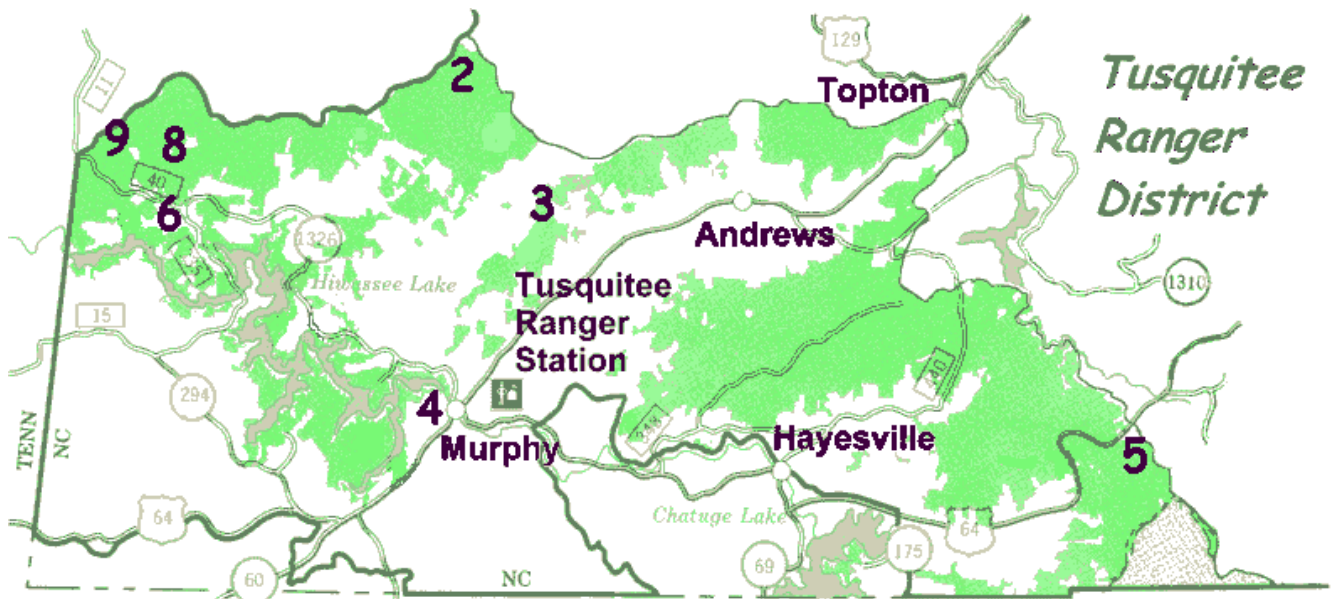 Tusquitee
Ranger
District
129
Topton
2
11
9
8
40
6
3
Andrews
1326
Hiwassee Lake
Tusquitee
Ranger
Station
1310
15
294
4
Murphy
Hayesville
5
TENN
NC
64
Chatuge Lake
64
175
69
60
NC